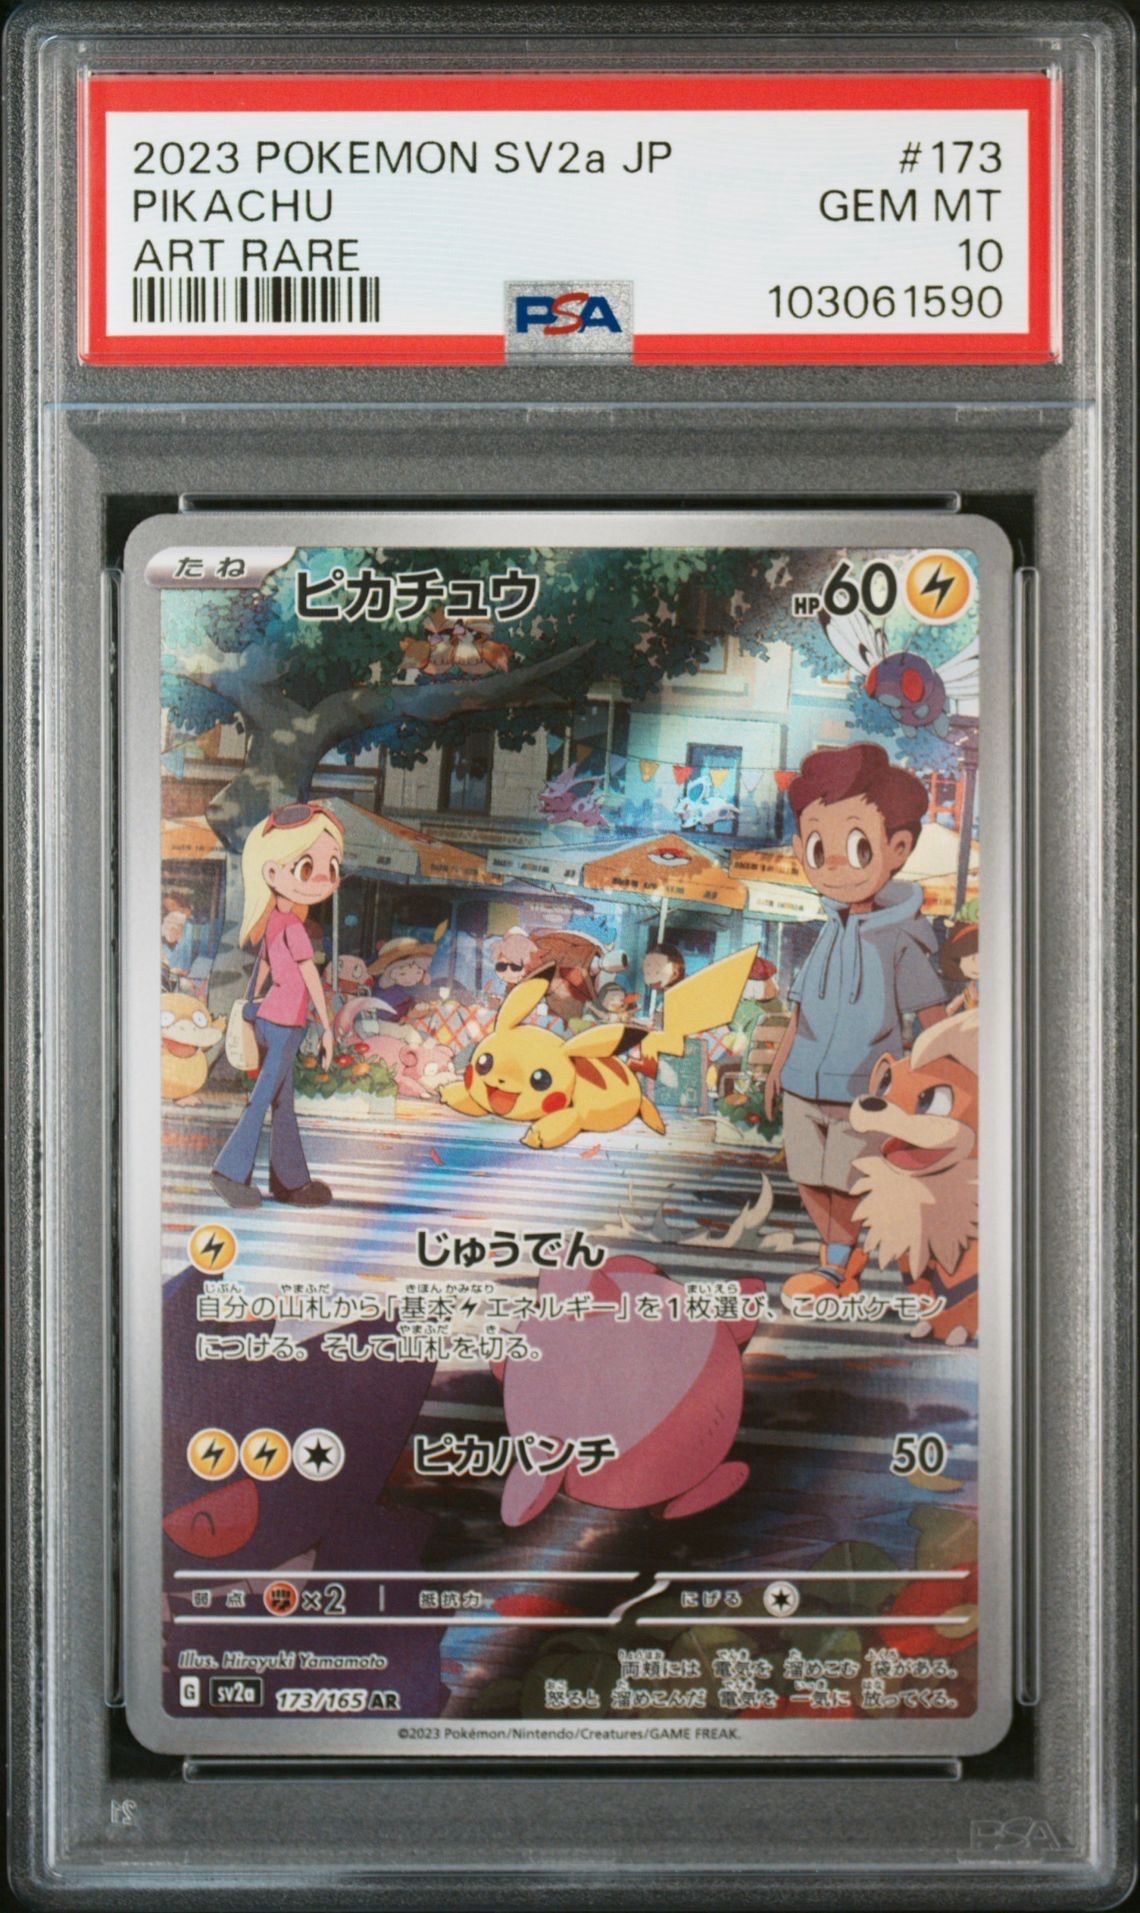 2023 POKEMON SV2a JP #173
PIKACHU GEM MT
ART RARE 10
103061590
PSA
たね
ピカチュウ HP60
じゅうでん
自分の山札から「基本エネルギー」を1枚選び、このポケモン
につける。そして山札を切る。
ピカパンチ 50
弱点 ×2 抵抗力 にげる
Illus. Hiroyuki Yamamoto
両頬には 電気を 溜めこむ 袋がある。
怒ると 溜めこんだ 電気を 一気に 放ってくる。
G sv2a 173/165 AR
©2023 Pokémon/Nintendo/Creatures/GAME FREAK.
PSA